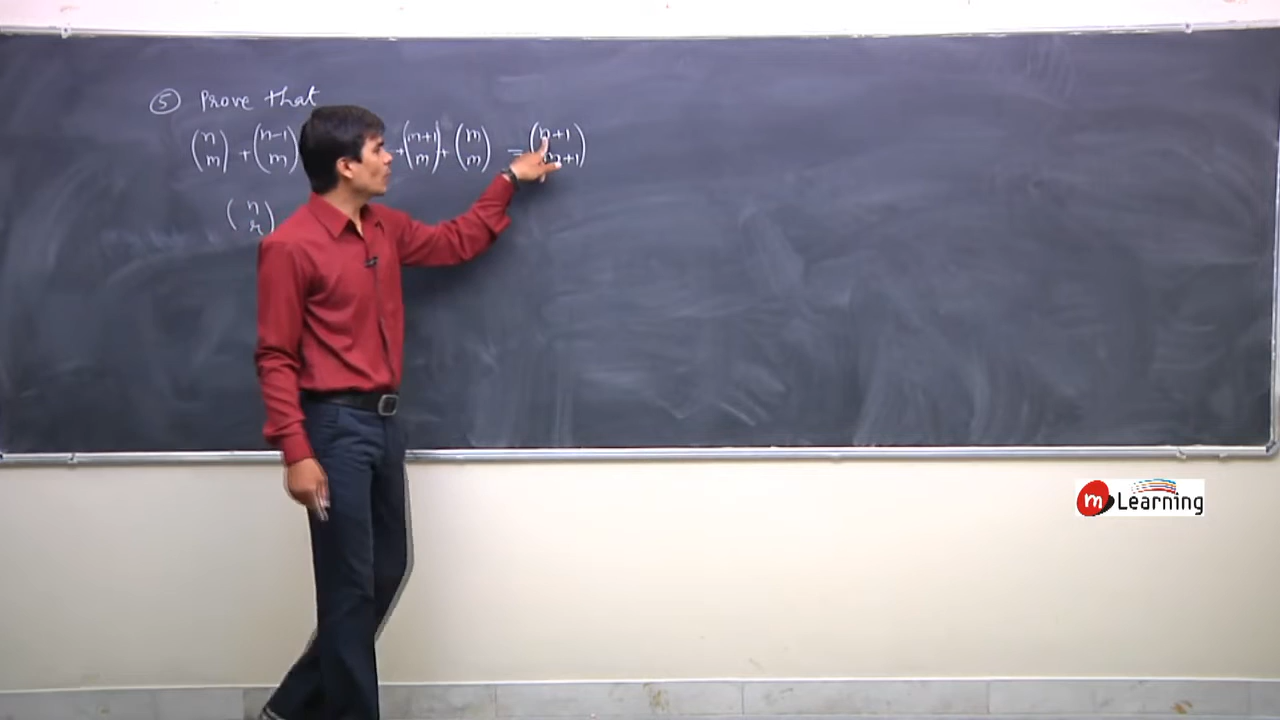 ⑤ Prove that
(n m) + (n-1 m) + (m+1 m) + (m m) = (n+1 m+1)
(n r)
m Learning